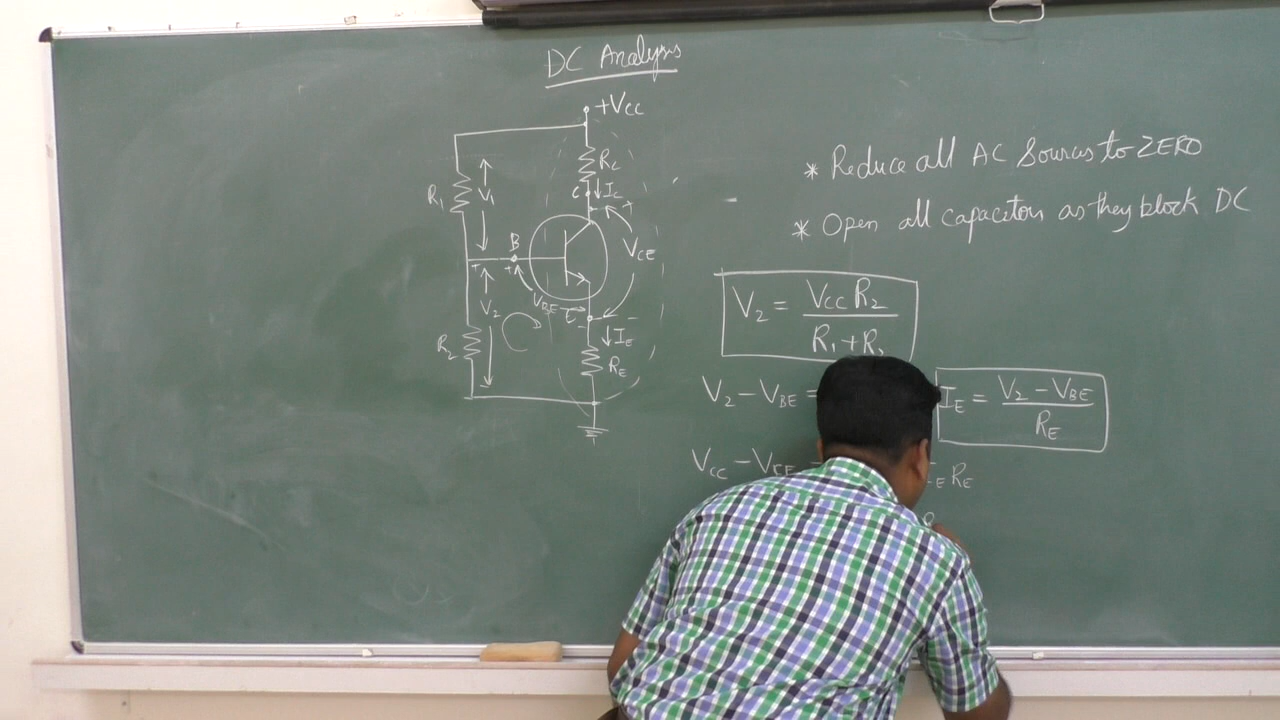 DC Analysis
+VCC
RC
C
IC
+
R1
V1
B
VCE
+
+
V2
VBE
E
-
IE
R2
RE
* Reduce all AC Sources to ZERO
* Open all capacitors as they block DC
V2 = VCC R2 / R1 + R2
V2 - VBE =
IE = V2 - VBE / RE
VCC - VCE
E RE